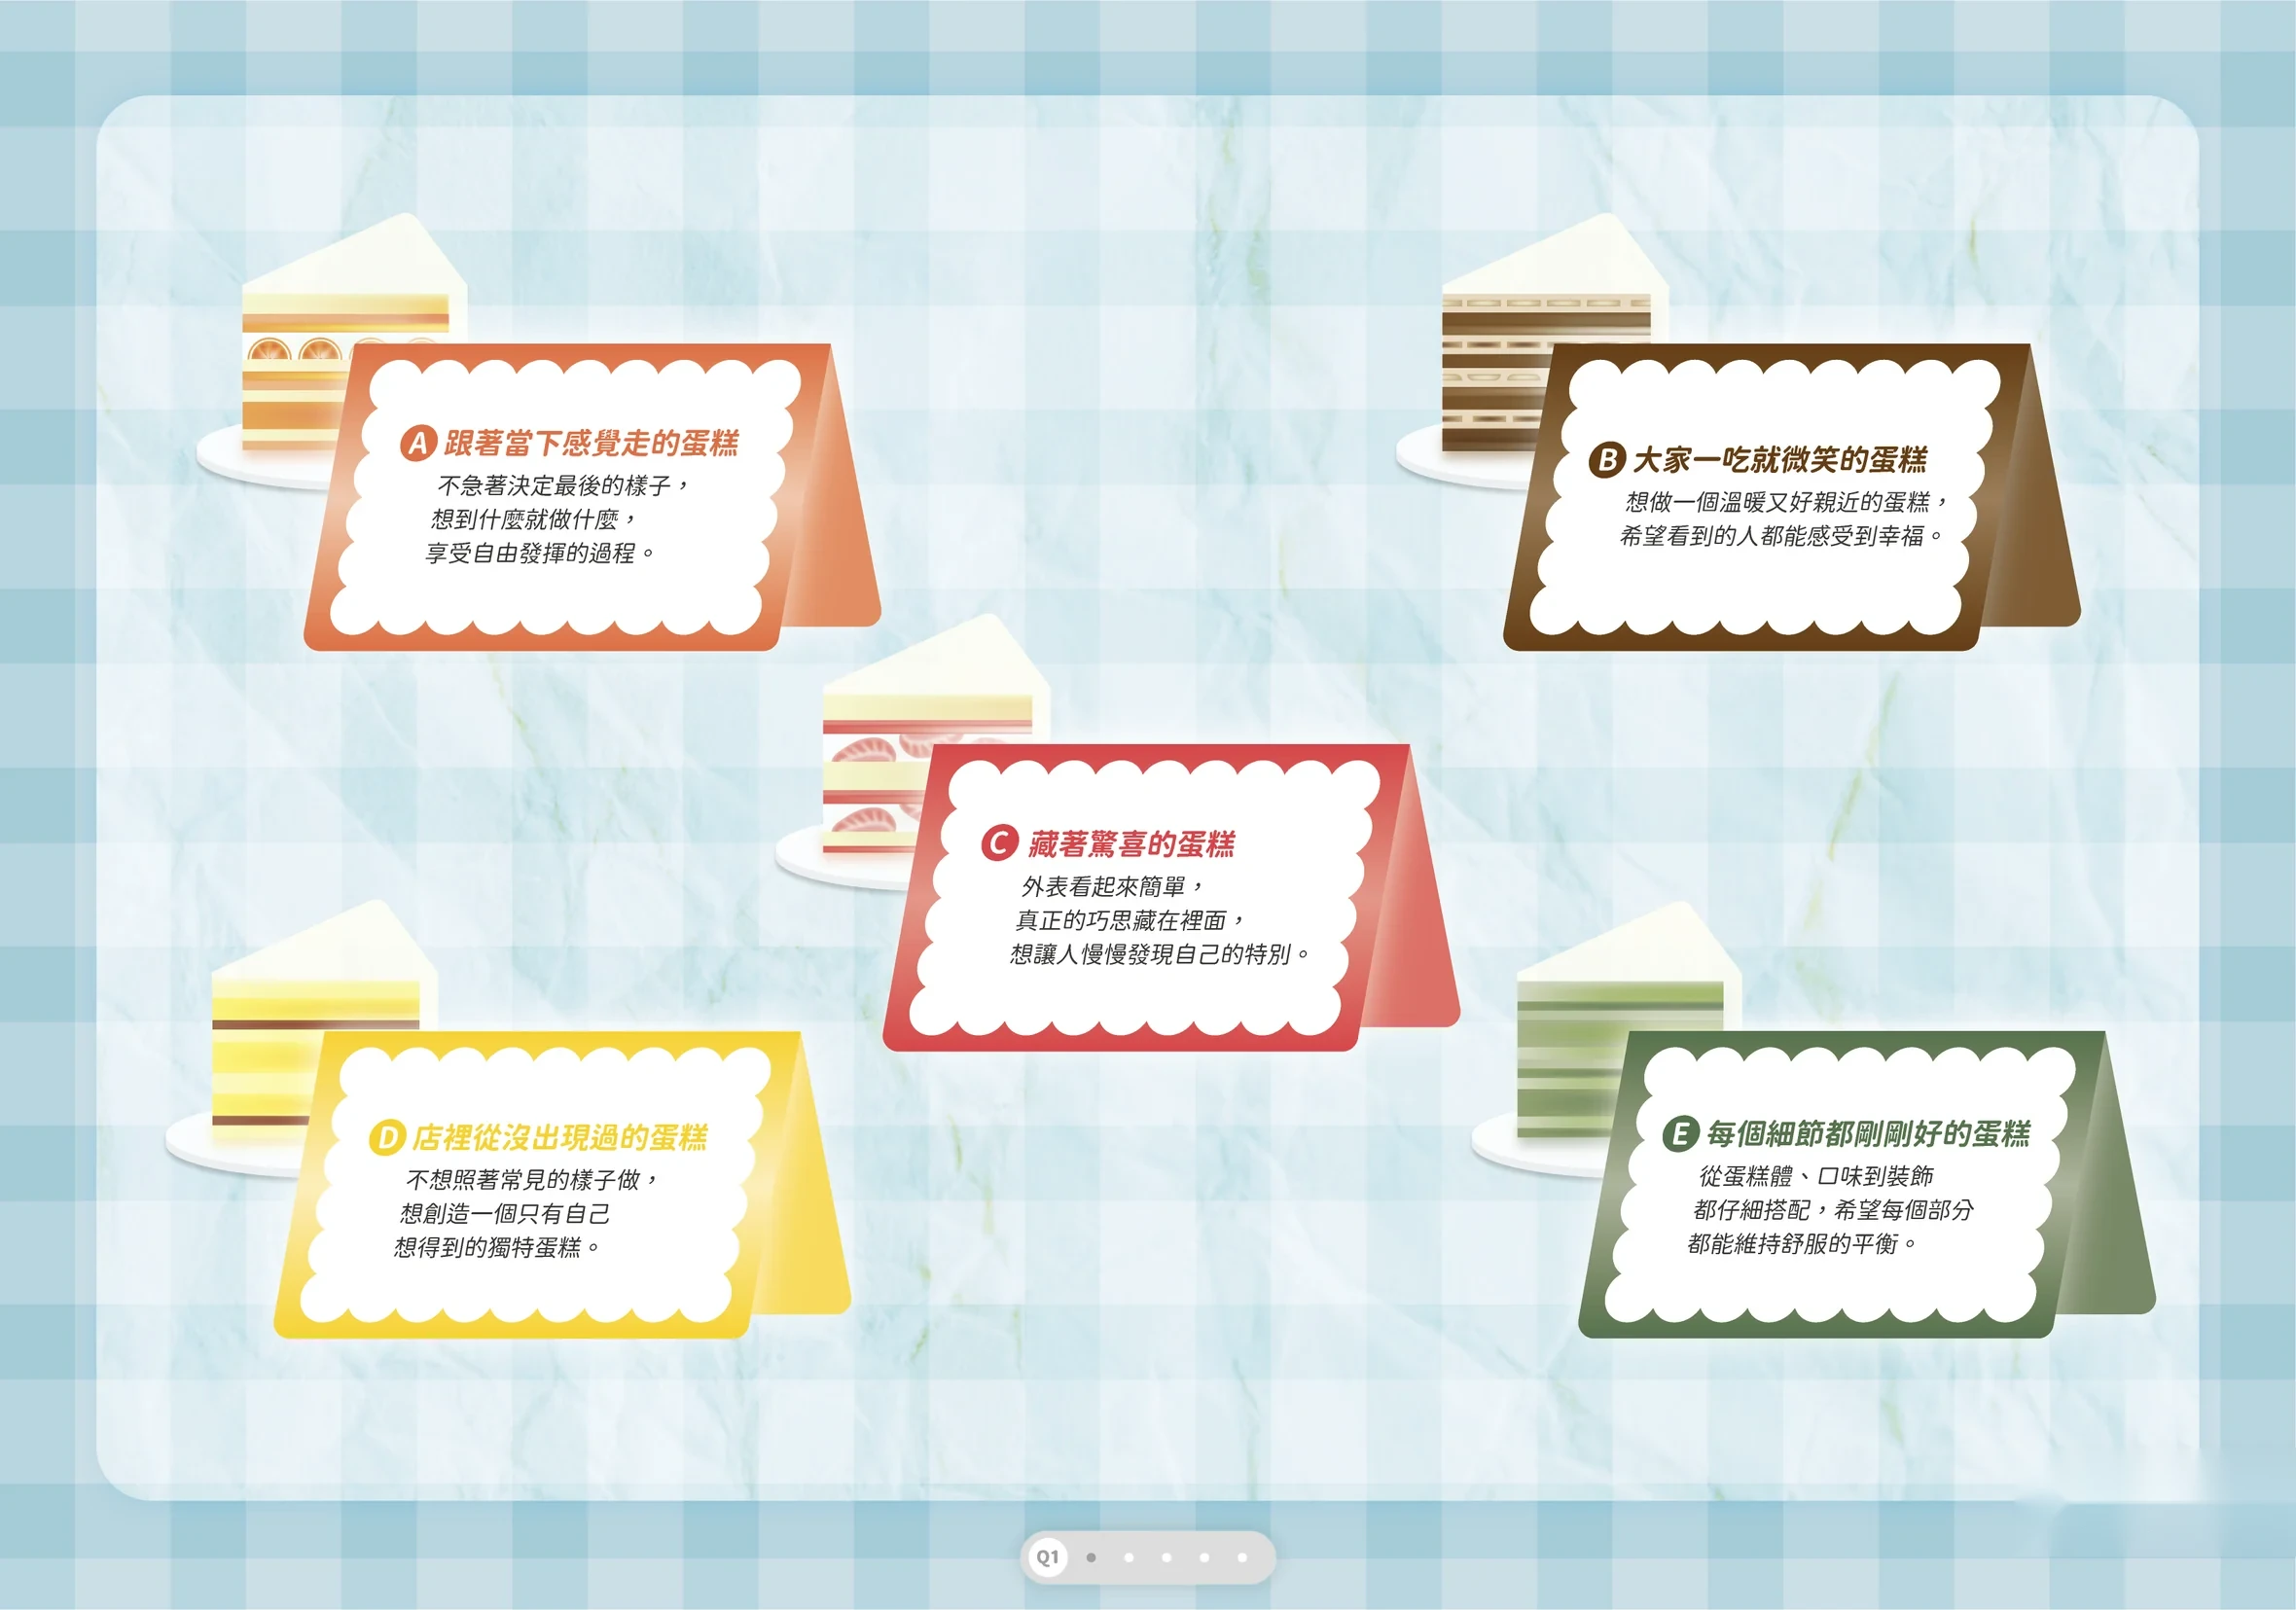 A 跟著當下感覺走的蛋糕
不急著決定最後的樣子，
想到什麼就做什麼，
享受自由發揮的過程。
B 大家一吃就微笑的蛋糕
想做一個溫暖又好親近的蛋糕，
希望看到的人都能感受到幸福。
C 藏著驚喜的蛋糕
外表看起來簡單，
真正的巧思藏在裡面，
想讓人慢慢發現自己的特別。
D 店裡從沒出現過的蛋糕
不想照著常見的樣子做，
想創造一個只有自己
想得到的獨特蛋糕。
E 每個細節都剛剛好的蛋糕
從蛋糕體、口味到裝飾
都仔細搭配，希望每個部分
都能維持舒服的平衡。
Q1